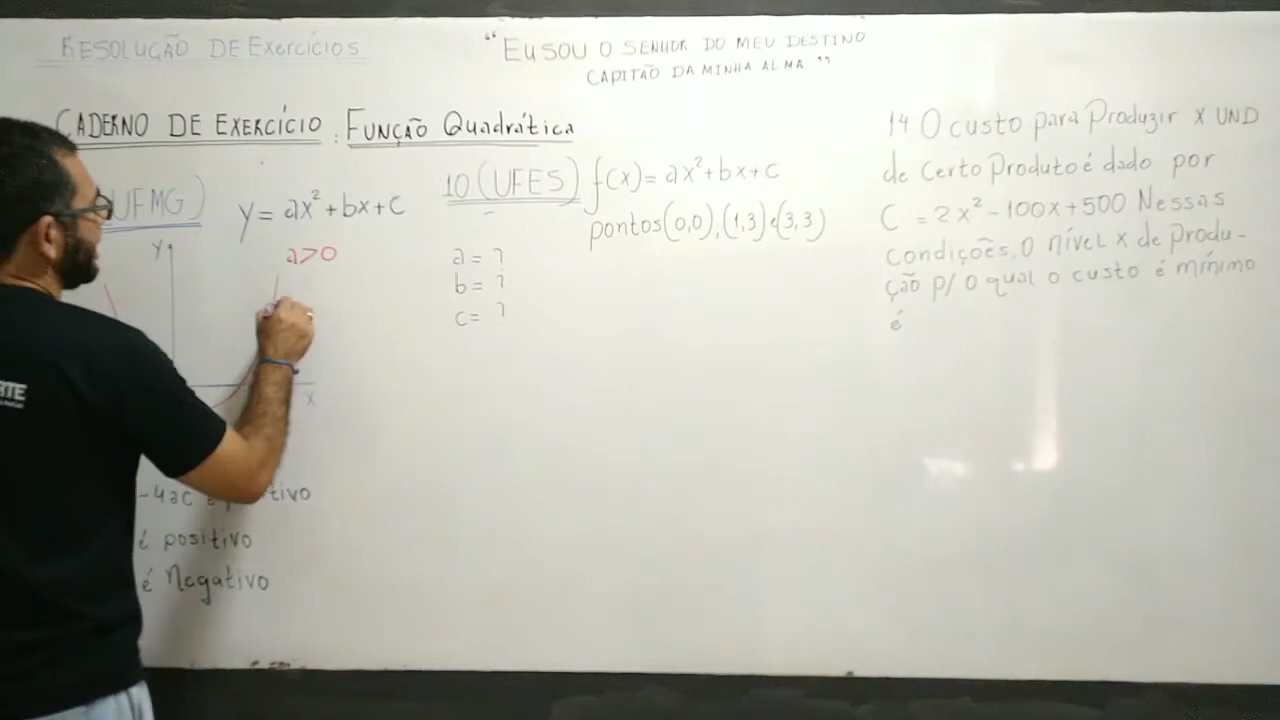 RESOLUÇÃO DE EXERCÍCIOS
"EU SOU O SENHOR DO MEU DESTINO
CAPITÃO DA MINHA ALMA"
CADERNO DE EXERCÍCIO: FUNÇÃO Quadrática
UFMG)
y = ax² + bx + c
a>0
Y
X
-4ac é tivo
é positivo
é Negativo
10 (UFES) f(x) = ax² + bx + c
pontos (0,0), (1,3) e (3,3)
a = ?
b = ?
c = ?
14 O custo para Produzir x UND
de certo Produto é dado por
C = 2x² - 100x + 500 Nessas
condições, O nível x de produ-
ção p/ o qual o custo é mínimo
é
RTE